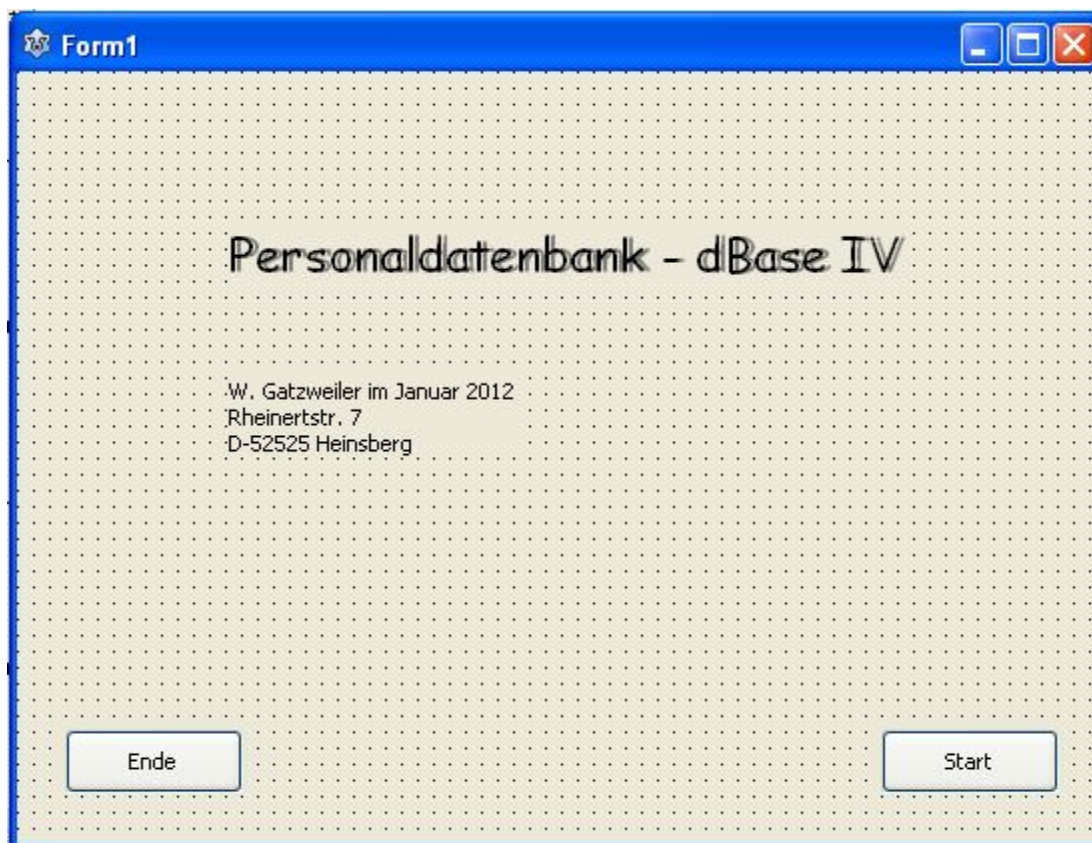 Form1
Personaldatenbank - dBase IV
W. Gatzweiler im Januar 2012
Rheinertstr. 7
D-52525 Heinsberg
Ende
Start